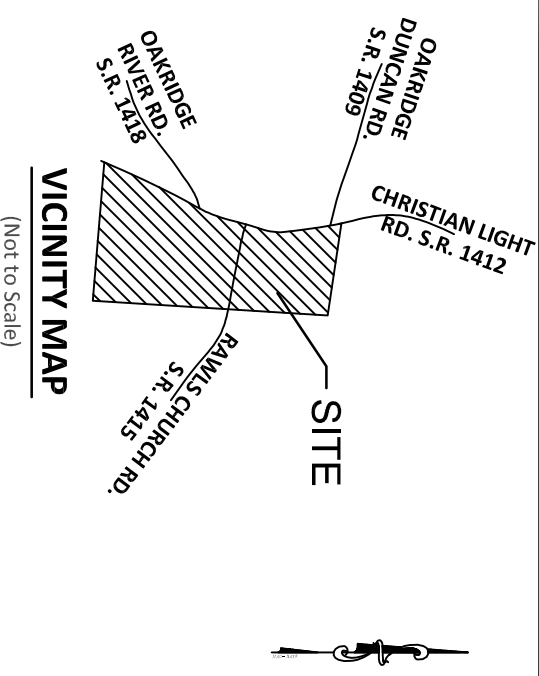 OAKRIDGE
DUNCAN RD.
S.R. 1409
CHRISTIAN LIGHT
RD. S.R. 1412
OAKRIDGE
RIVER RD.
S.R. 1418
SITE
RAWLS CHURCH RD.
S.R. 1415
VICINITY MAP
(Not to Scale)